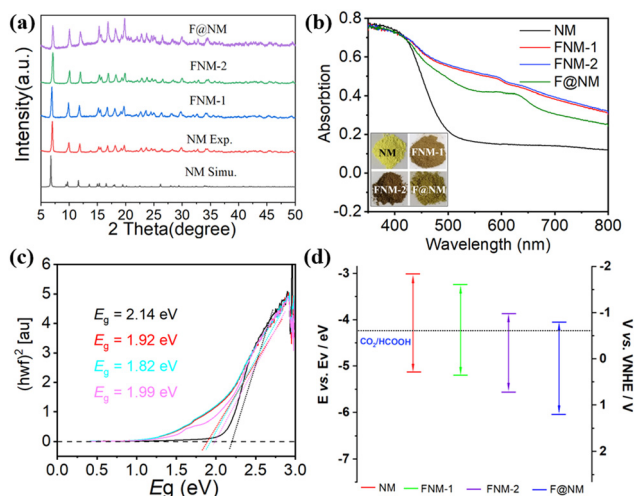 (a)
F@NM
FNM-2
FNM-1
NM Exp.
NM Simu.
Intensity(a.u.)
5 10 15 20 25 30 35 40 45 50
2 Theta(degree)
(b)
NM
FNM-1
FNM-2
F@NM
0.8
0.6
0.4
0.2
0.0
Absorbtion
NM
FNM-1
FNM-2
F@NM
400 500 600 700 800
Wavelength (nm)
(c)
6
5
4
3
2
1
0
(hwf)² [au]
Eg = 2.14 eV
Eg = 1.92 eV
Eg = 1.82 eV
Eg = 1.99 eV
0.0 0.5 1.0 1.5 2.0 2.5 3.0
Eg (eV)
(d)
-3
-4
-5
-6
-7
E vs. Ev / eV
CO₂/HCOOH
-2
-1
0
1
2
V vs. VNHE / V
NM FNM-1 FNM-2 F@NM